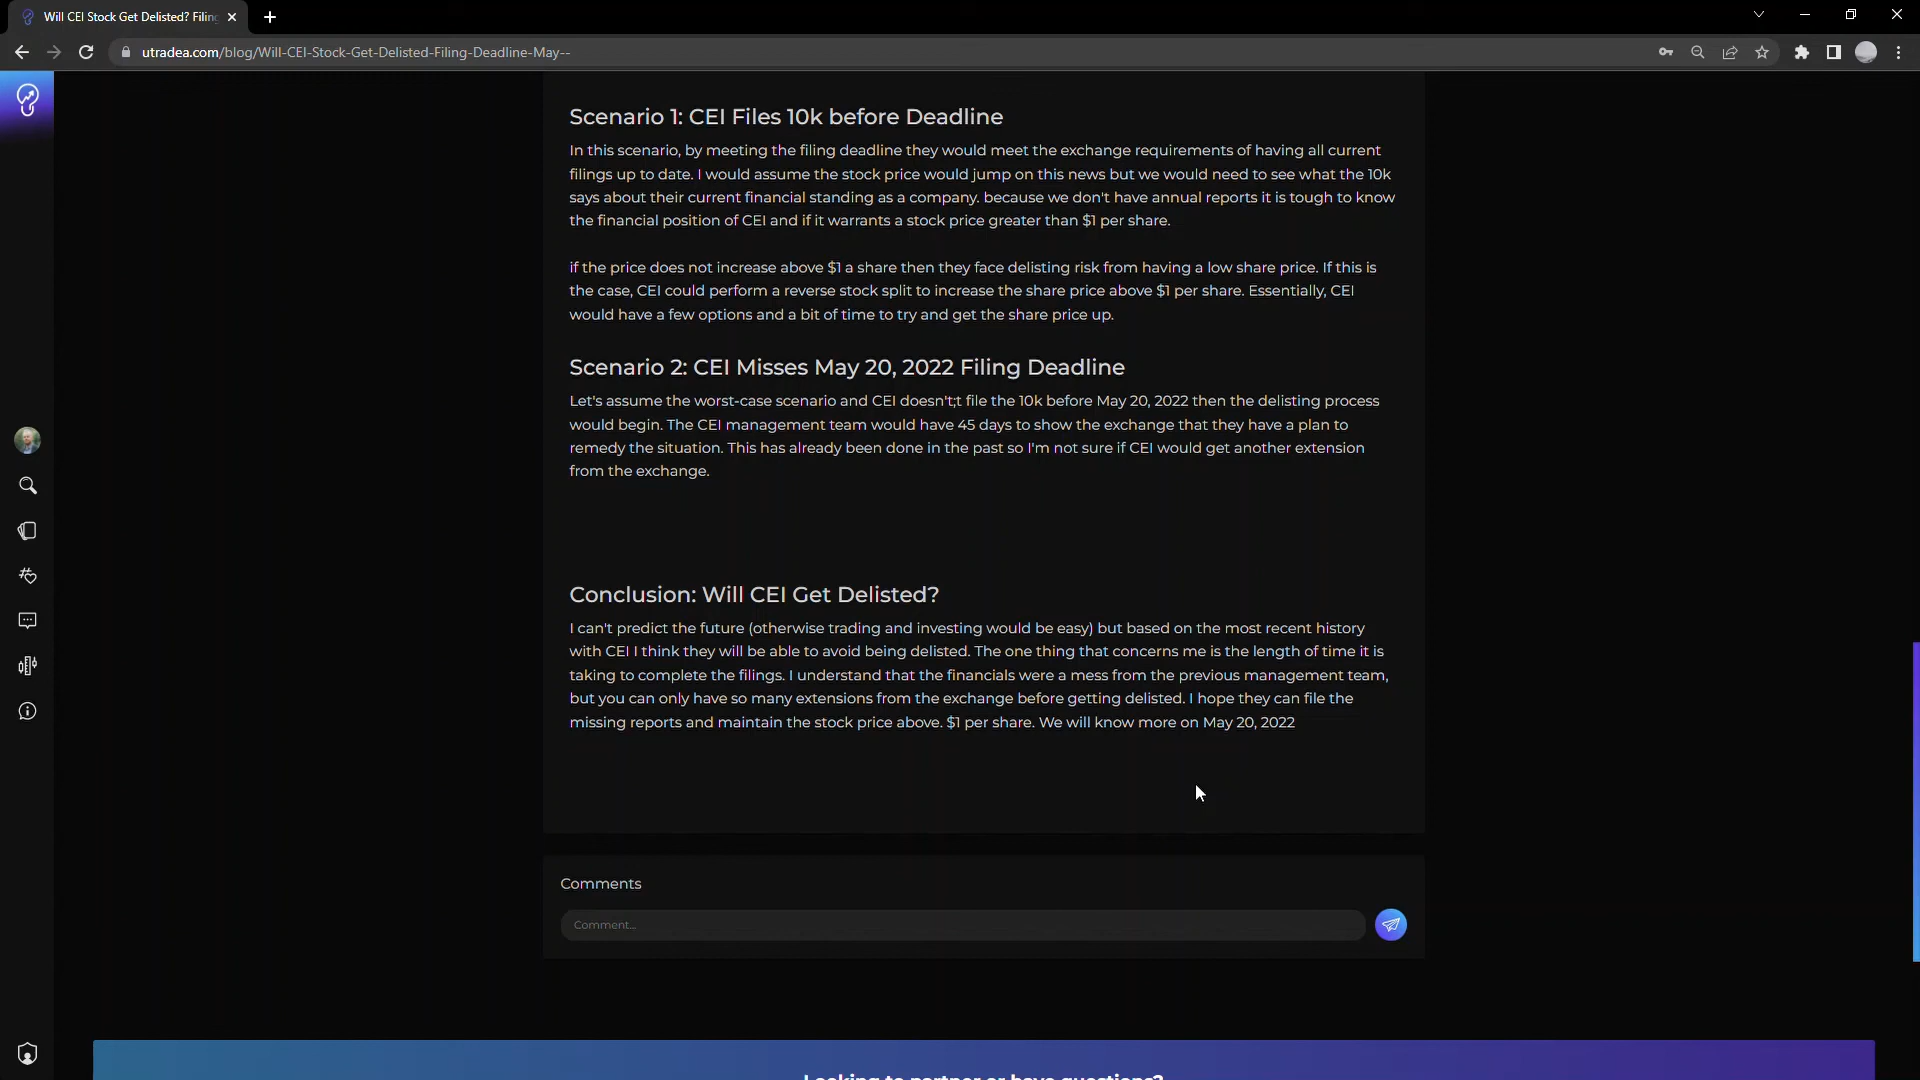 Will CEI Stock Get Delisted? Filing
utradea.com/blog/Will-CEI-Stock-Get-Delisted-Filing-Deadline-May--
Scenario 1: CEI Files 10k before Deadline
In this scenario, by meeting the filing deadline they would meet the exchange requirements of having all current
filings up to date. I would assume the stock price would jump on this news but we would need to see what the 10k
says about their current financial standing as a company. because we don't have annual reports it is tough to know
the financial position of CEI and if it warrants a stock price greater than $1 per share.
if the price does not increase above $1 a share then they face delisting risk from having a low share price. If this is
the case, CEI could perform a reverse stock split to increase the share price above $1 per share. Essentially, CEI
would have a few options and a bit of time to try and get the share price up.
Scenario 2: CEI Misses May 20, 2022 Filing Deadline
Let's assume the worst-case scenario and CEI doesn't;t file the 10k before May 20, 2022 then the delisting process
would begin. The CEI management team would have 45 days to show the exchange that they have a plan to
remedy the situation. This has already been done in the past so I'm not sure if CEI would get another extension
from the exchange.
Conclusion: Will CEI Get Delisted?
I can't predict the future (otherwise trading and investing would be easy) but based on the most recent history
with CEI I think they will be able to avoid being delisted. The one thing that concerns me is the length of time it is
taking to complete the filings. I understand that the financials were a mess from the previous management team,
but you can only have so many extensions from the exchange before getting delisted. I hope they can file the
missing reports and maintain the stock price above. $1 per share. We will know more on May 20, 2022
Comments
Comment...
Looking to partner or have questions?